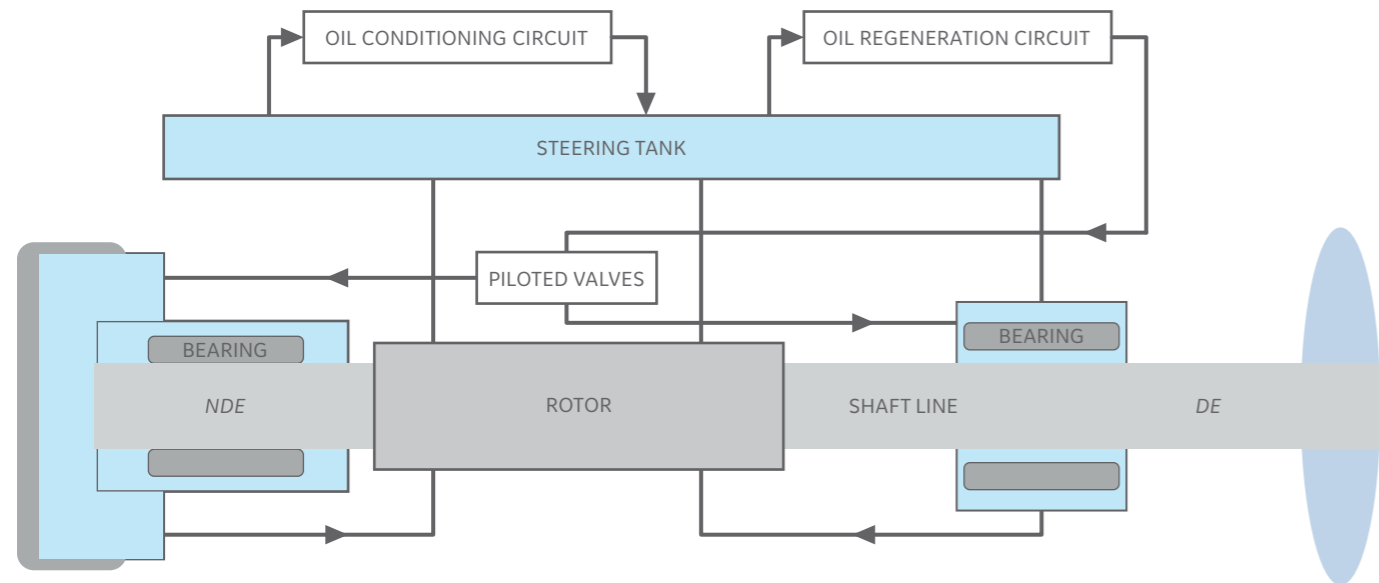 OIL CONDITIONING CIRCUIT
OIL REGENERATION CIRCUIT
STEERING TANK
PILOTED VALVES
BEARING
BEARING
NDE
ROTOR
SHAFT LINE
DE